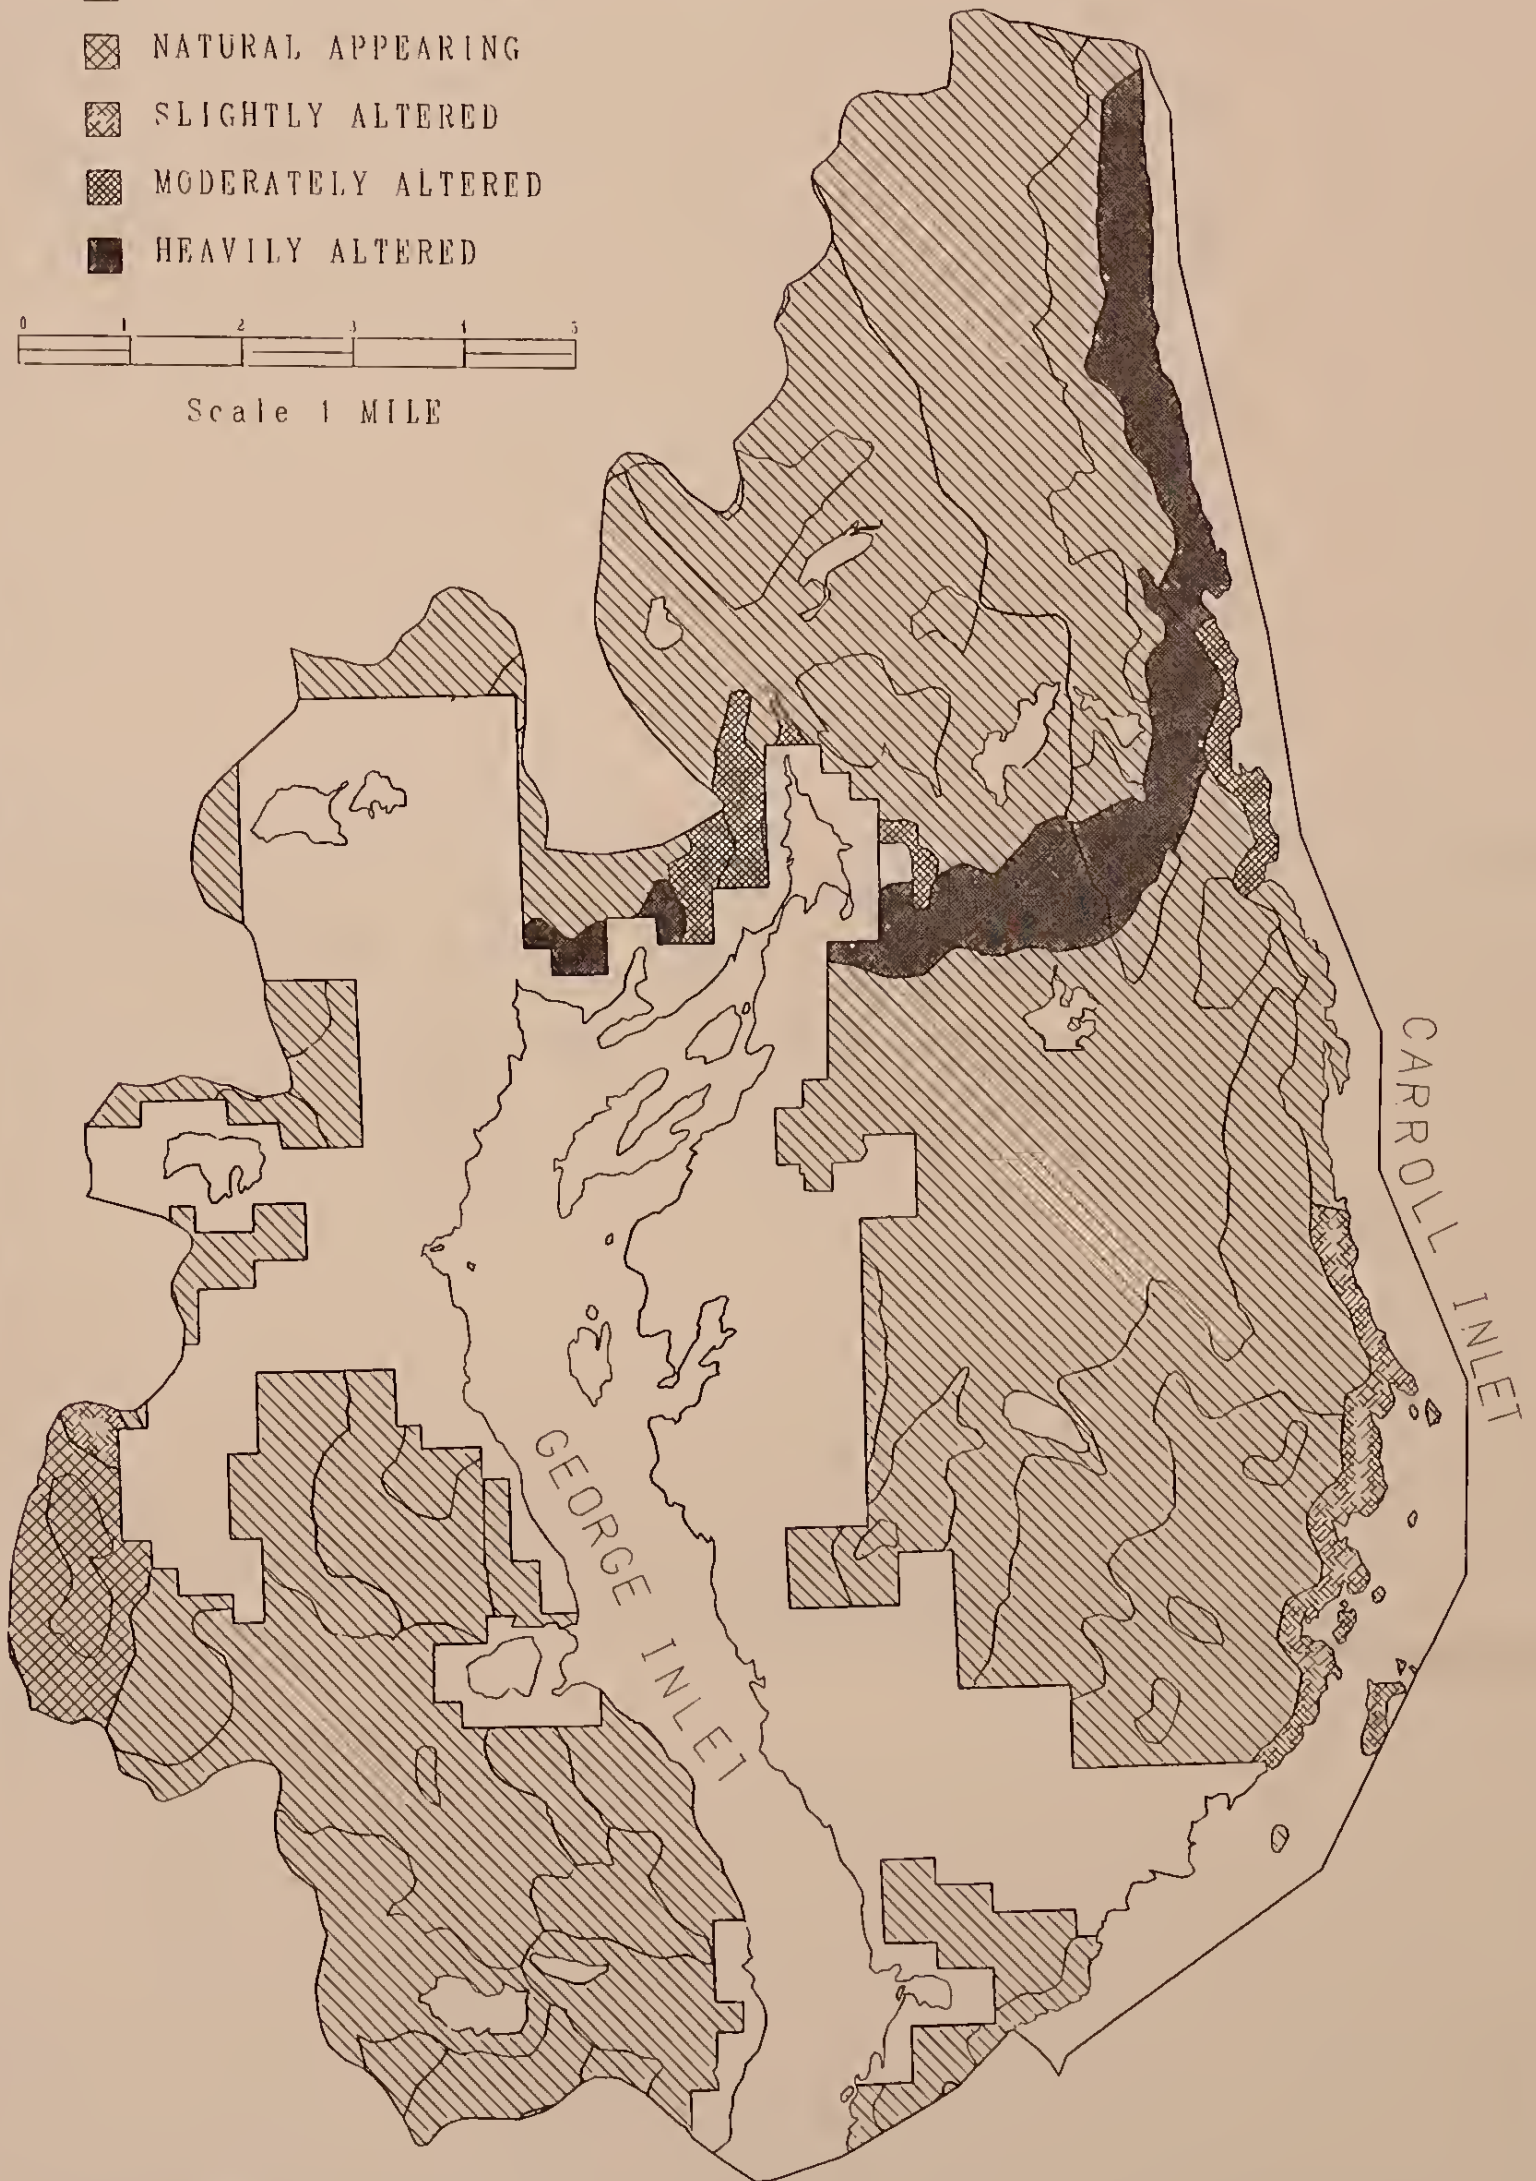 NATURAL APPEARING
SLIGHTLY ALTERED
MODERATELY ALTERED
HEAVILY ALTERED
0 1 2 3 4 5
Scale 1 MILE
CARROLL INLET
GEORGE INLET